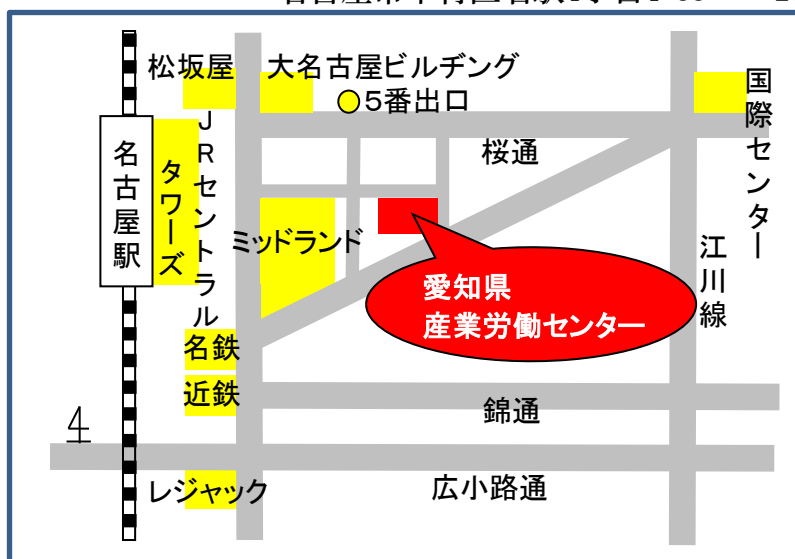 松坂屋
大名古屋ビルヂング
5番出口
国際センター
JRセントラルタワーズ
名古屋駅
桜通
ミッドランド
江川線
愛知県
産業労働センター
名鉄
近鉄
錦通
レジャック
広小路通